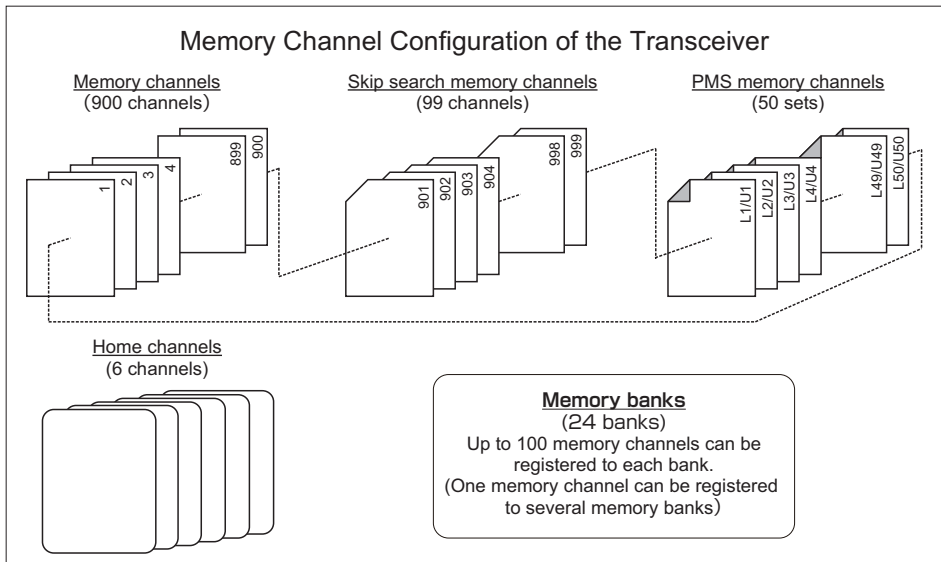 Memory Channel Configuration of the Transceiver
Memory channels
(900 channels)
1
2
3
4
899
900
Skip search memory channels
(99 channels)
901
902
903
904
998
999
PMS memory channels
(50 sets)
L1/U1
L2/U2
L3/U3
L4/U4
L49/U49
L50/U50
Home channels
(6 channels)
Memory banks
(24 banks)
Up to 100 memory channels can be
registered to each bank.
(One memory channel can be registered
to several memory banks)